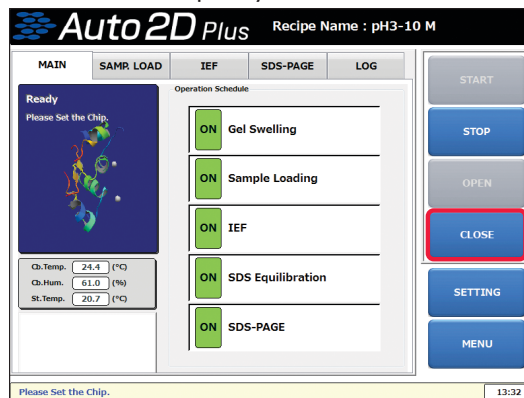 Auto2D Plus Recipe Name : pH3-10 M
MAIN SAMP. LOAD IEF SDS-PAGE LOG
Ready
Please Set the Chip.
Cb.Temp. 24.4 (°C)
Cb.Hum. 61.0 (%)
St.Temp. 20.7 (°C)
Operation Schedule
ON Gel Swelling
ON Sample Loading
ON IEF
ON SDS Equilibration
ON SDS-PAGE
START
STOP
OPEN
CLOSE
SETTING
MENU
Please Set the Chip. 13:32